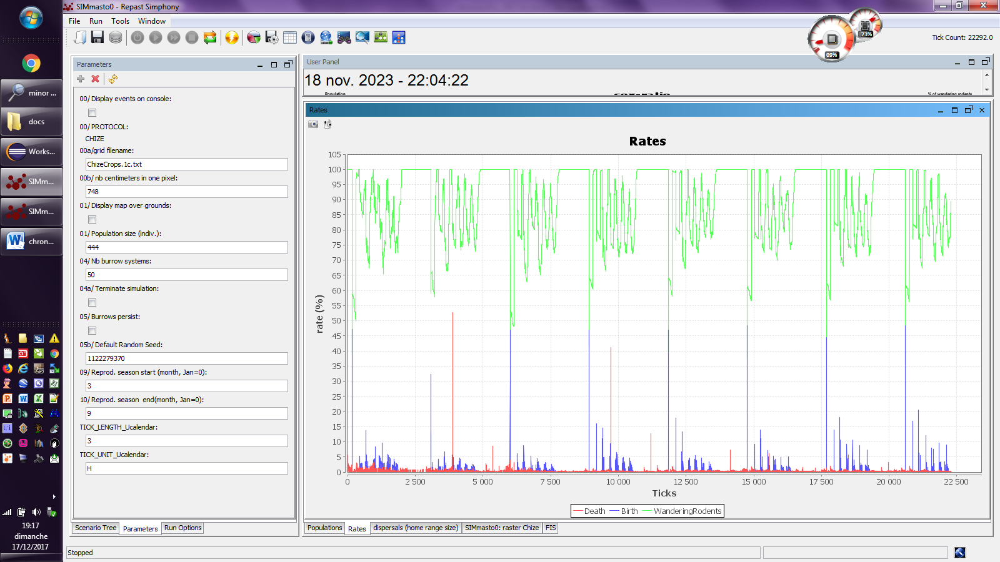 SIMmasto0 - Repast Simphony
File Run Tools Window
73%
09%
Tick Count: 22292.0
minor ...
docs
Works...
SIMm...
SIMm...
chron...
19:17
dimanche
17/12/2017
Parameters
00/ Display events on console:
00/ PROTOCOL:
CHIZE
00a/grid filename:
ChizeCrops.1c.txt
00b/ nb centimeters in one pixel:
748
01/ Display map over grounds:
01/ Population size (indiv.):
444
04/ Nb burrow systems:
50
04a/ Terminate simulation:
05/ Burrows persist:
05b/ Default Random Seed:
1122279370
09/ Reprod. season start (month, Jan=0):
3
10/ Reprod. season  end(month, Jan=0):
9
TICK_LENGTH_Ucalendar:
3
TICK_UNIT_Ucalendar:
H
Scenario Tree Parameters Run Options
User Panel
18 nov. 2023 - 22:04:22
Population sex-ratio % of wandering rodents
Rates
Rates
105
100
95
90
85
80
75
70
65
60
55
50
45
40
35
30
25
20
15
10
5
0
rate (%)
0 2 500 5 000 7 500 10 000 12 500 15 000 17 500 20 000 22 500
Ticks
Death Birth WanderingRodents
Populations Rates dispersals (home range size) SIMmasto0: raster Chize FIS
Stopped